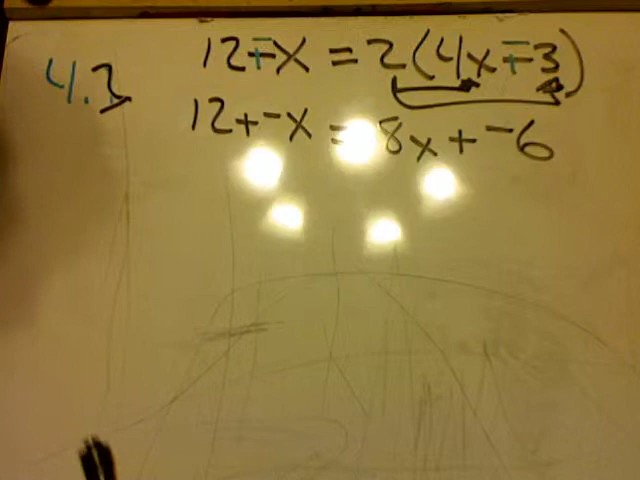 4.3
12+-x = 2(4x+-3)
12+-x = 8x+-6